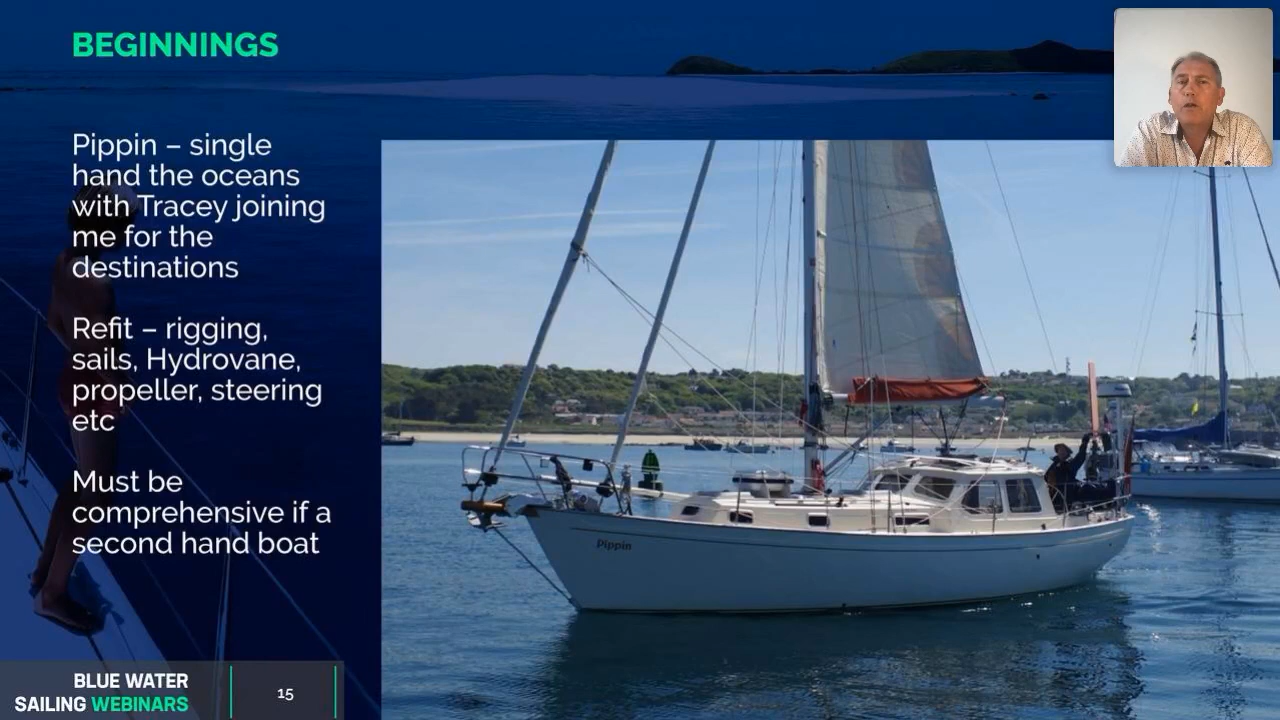 BEGINNINGS
Pippin – single
hand the oceans
with Tracey joining
me for the
destinations
Refit – rigging,
sails, Hydrovane,
propeller, steering
etc
Must be
comprehensive if a
second hand boat
Pippin
BLUE WATER
SAILING WEBINARS
15